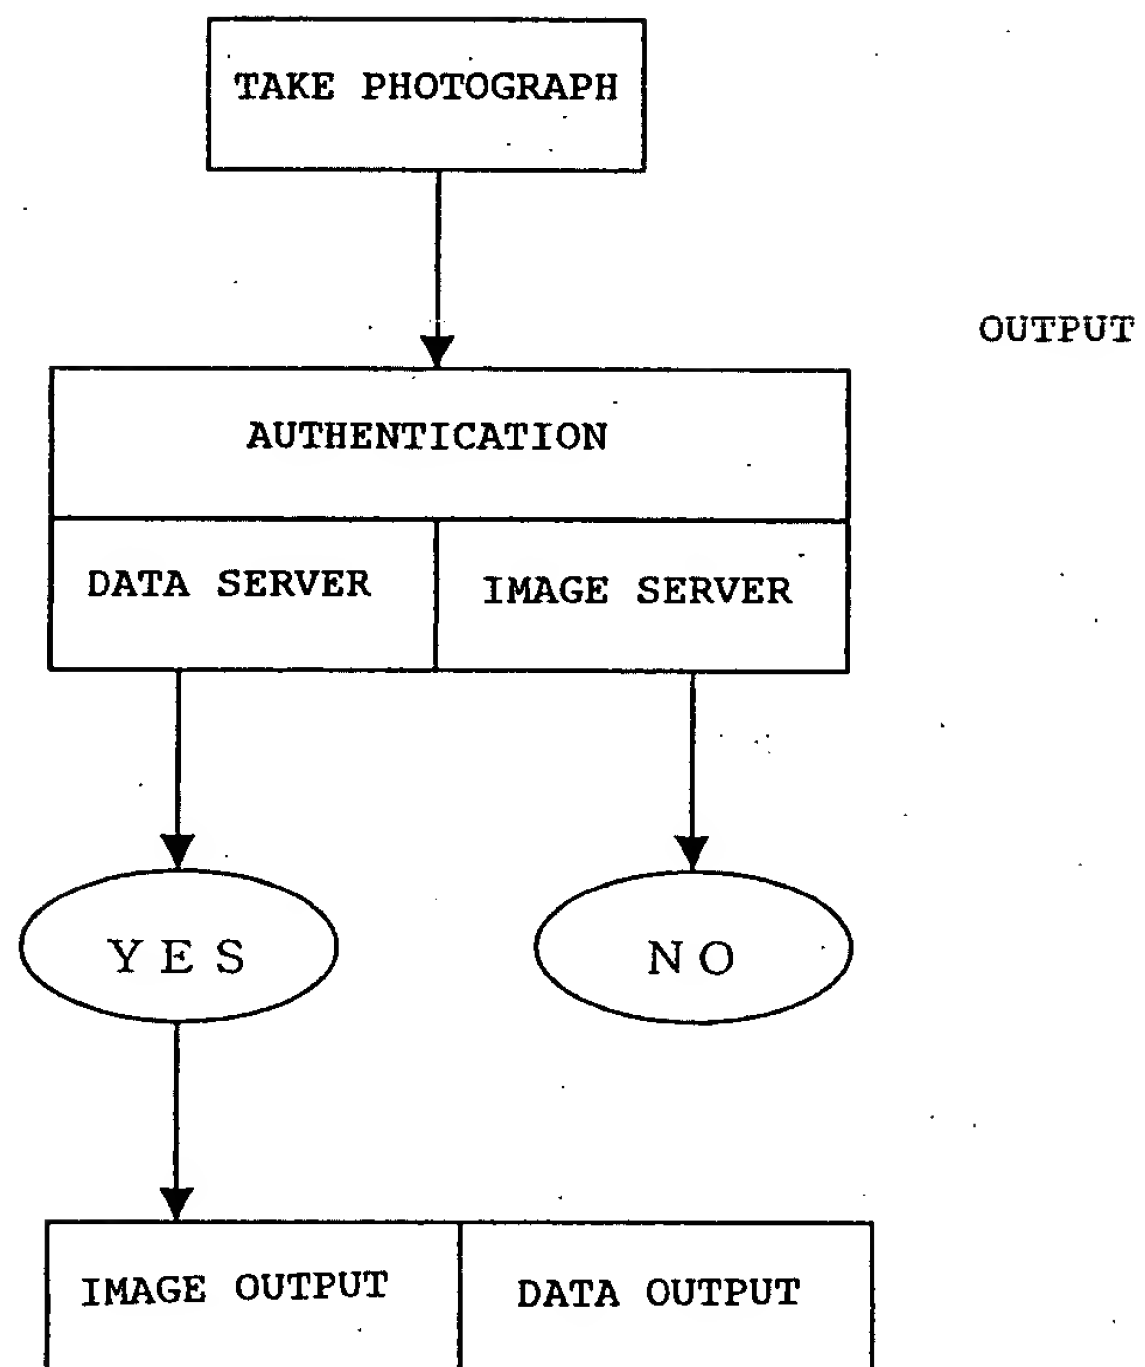 TAKE PHOTOGRAPH
OUTPUT
AUTHENTICATION
DATA SERVER
IMAGE SERVER
YES
NO
IMAGE OUTPUT
DATA OUTPUT